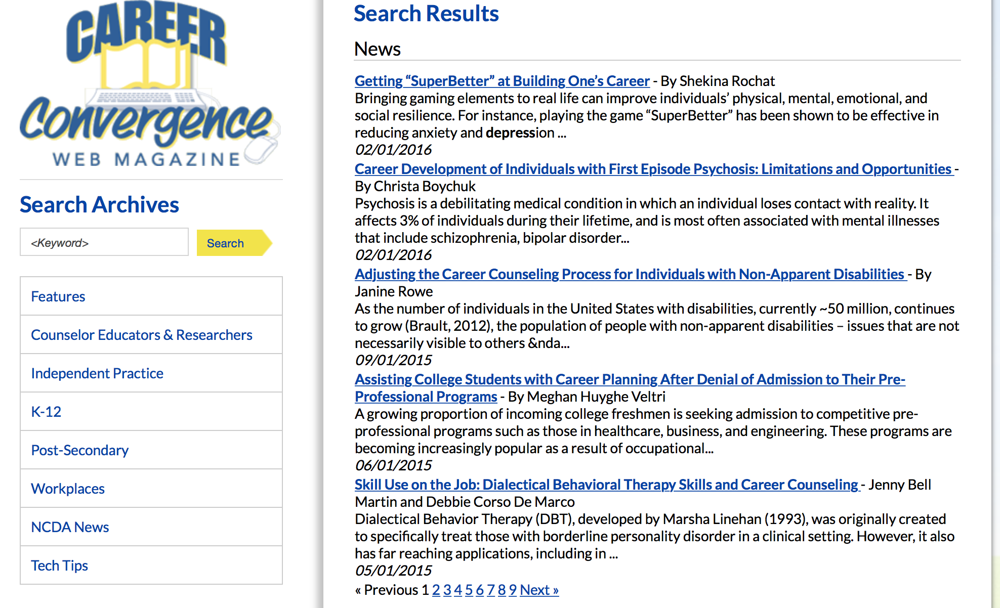 CAREER
Convergence
WEB MAGAZINE
Search Archives
<Keyword>
Search
Features
Counselor Educators & Researchers
Independent Practice
K-12
Post-Secondary
Workplaces
NCDA News
Tech Tips
Search Results
News
Getting “SuperBetter” at Building One’s Career - By Shekina Rochat
Bringing gaming elements to real life can improve individuals’ physical, mental, emotional, and
social resilience. For instance, playing the game “SuperBetter” has been shown to be effective in
reducing anxiety and depression ...
02/01/2016
Career Development of Individuals with First Episode Psychosis: Limitations and Opportunities -
By Christa Boychuk
Psychosis is a debilitating medical condition in which an individual loses contact with reality. It
affects 3% of individuals during their lifetime, and is most often associated with mental illnesses
that include schizophrenia, bipolar disorder...
02/01/2016
Adjusting the Career Counseling Process for Individuals with Non-Apparent Disabilities - By
Janine Rowe
As the number of individuals in the United States with disabilities, currently ~50 million, continues
to grow (Brault, 2012), the population of people with non-apparent disabilities – issues that are not
necessarily visible to others &nda...
09/01/2015
Assisting College Students with Career Planning After Denial of Admission to Their Pre-
Professional Programs - By Meghan Huyghe Veltri
A growing proportion of incoming college freshmen is seeking admission to competitive pre-
professional programs such as those in healthcare, business, and engineering. These programs are
becoming increasingly popular as a result of occupational...
06/01/2015
Skill Use on the Job: Dialectical Behavioral Therapy Skills and Career Counseling - Jenny Bell
Martin and Debbie Corso De Marco
Dialectical Behavior Therapy (DBT), developed by Marsha Linehan (1993), was originally created
to specifically treat those with borderline personality disorder in a clinical setting. However, it also
has far reaching applications, including in ...
05/01/2015
« Previous 1 2 3 4 5 6 7 8 9 Next »